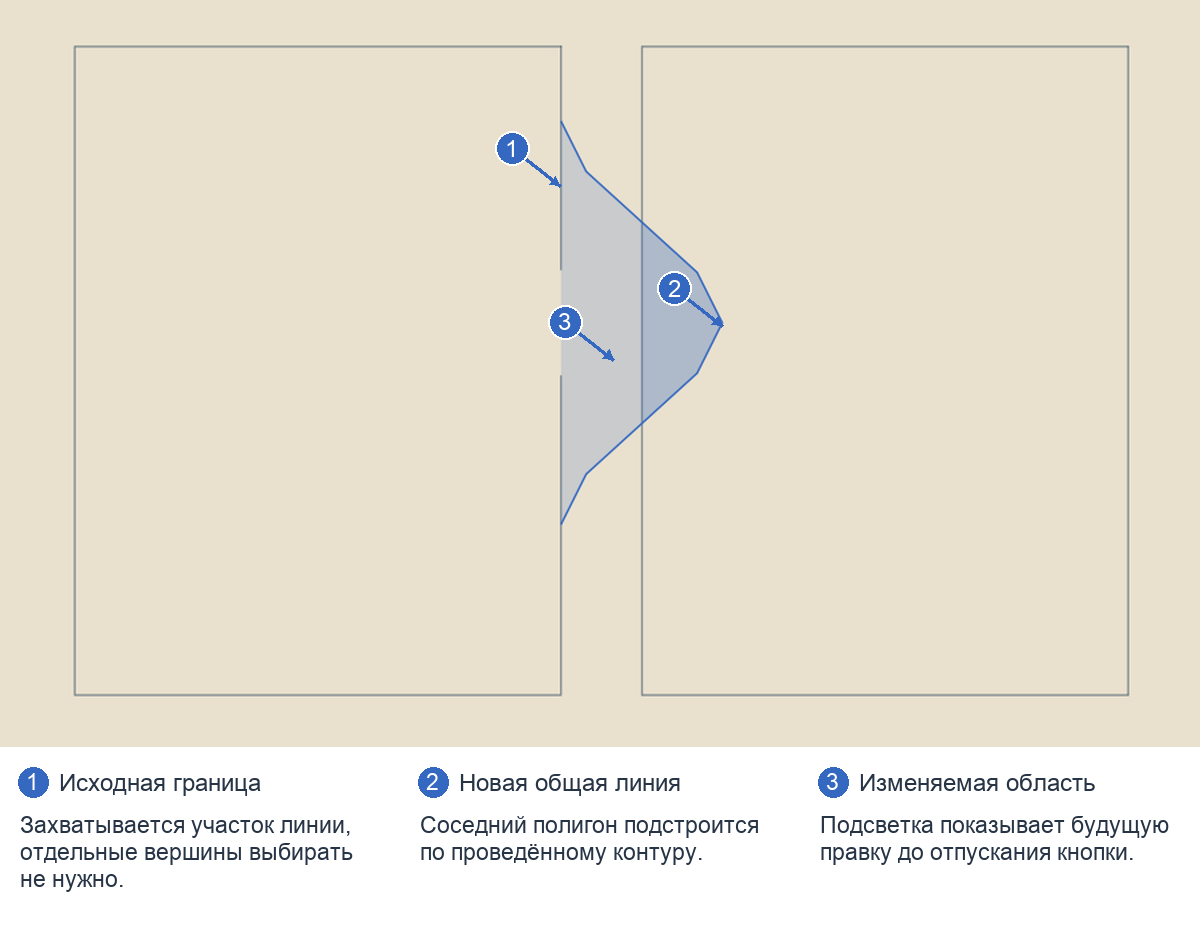 1
2
3
1 Исходная граница
Захватывается участок линии,
отдельные вершины выбирать
не нужно.
2 Новая общая линия
Соседний полигон подстроится
по проведённому контуру.
3 Изменяемая область
Подсветка показывает будущую
правку до отпускания кнопки.